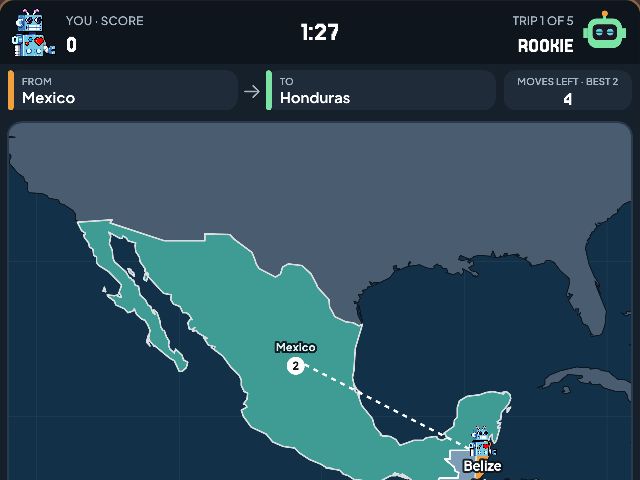 YOU · SCORE
0
1:27
TRIP 1 OF 5
ROOKIE
FROM
Mexico
TO
Honduras
MOVES LEFT · BEST 2
4
Mexico
2
Belize